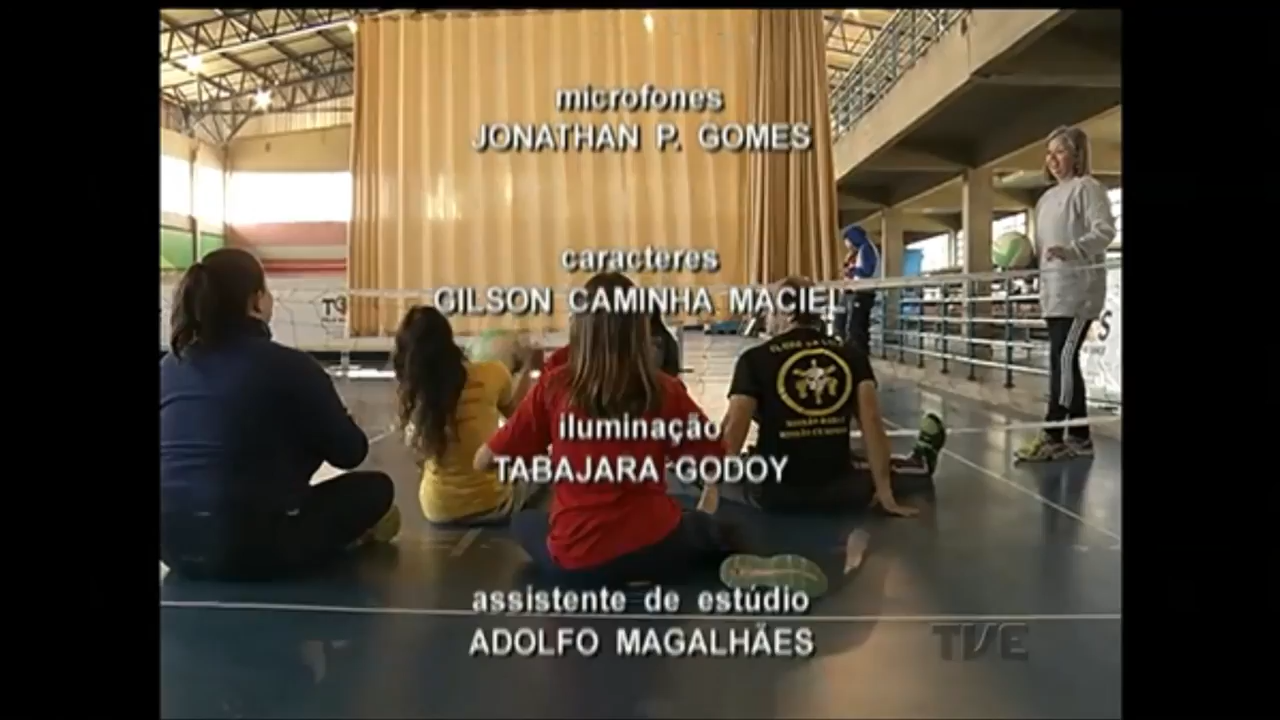 microfones
JONATHAN P. GOMES
caracteres
GILSON CAMINHA MACIEL
iluminação
TABAJARA GODOY
assistente de estúdio
ADOLFO MAGALHÃES
TVE